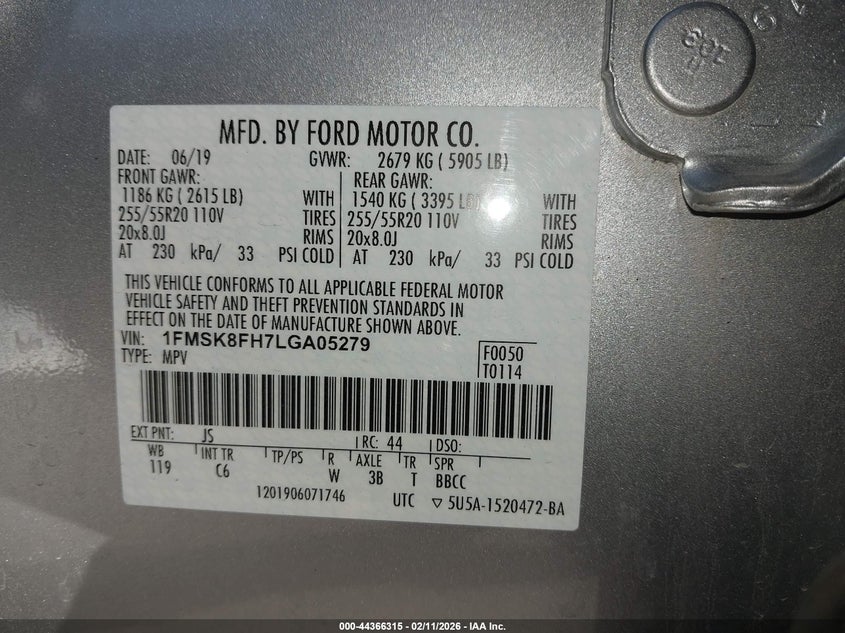 MFD. BY FORD MOTOR CO.
DATE: 06/19 GVWR: 2679 KG ( 5905 LB)
FRONT GAWR: REAR GAWR:
1186 KG ( 2615 LB) WITH 1540 KG ( 3395 LB) WITH
255/55R20 110V TIRES 255/55R20 110V TIRES
20x8.0J RIMS 20x8.0J RIMS
AT 230 kPa/ 33 PSI COLD AT 230 kPa/ 33 PSI COLD
THIS VEHICLE CONFORMS TO ALL APPLICABLE FEDERAL MOTOR
VEHICLE SAFETY AND THEFT PREVENTION STANDARDS IN
EFFECT ON THE DATE OF MANUFACTURE SHOWN ABOVE.
VIN: 1FMSK8FH7LGA05279
TYPE: MPV
F0050
T0114
EXT PNT: JS RC: 44 DSO:
WB INT TR TP/PS R AXLE TR SPR
119 C6 W 3B T BBCC
1201906071746 UTC ▽ 5U5A-1520472-BA
000-44366315 - 02/11/2026 - IAA Inc.